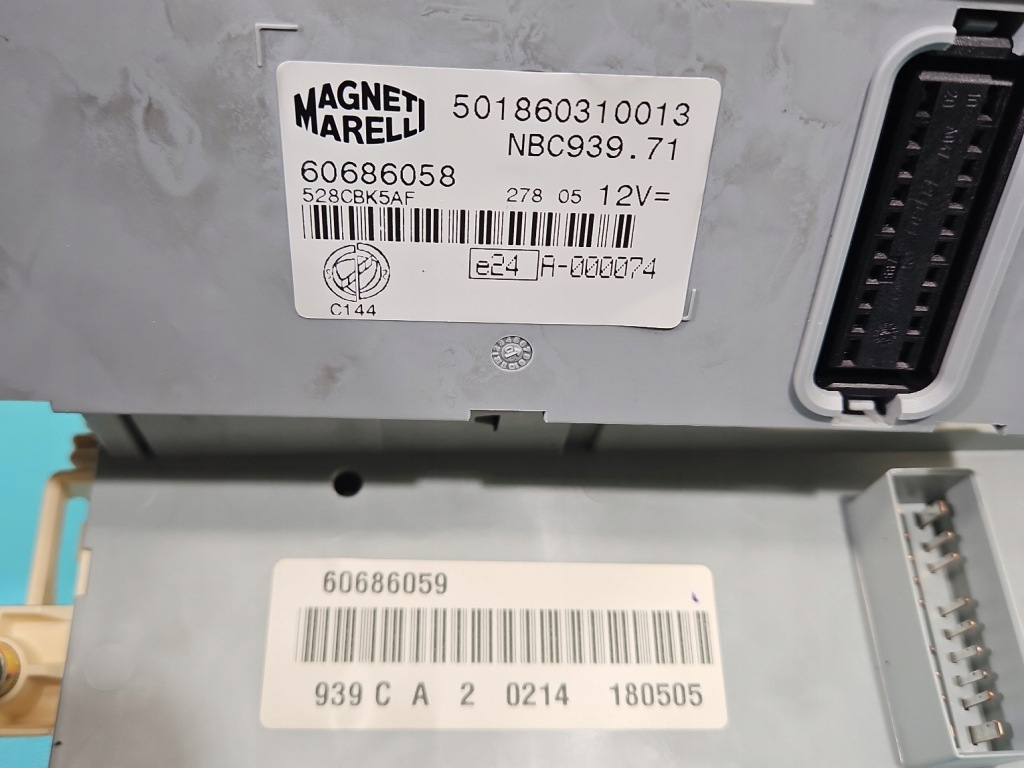 MAGNETI
MARELLI
501860310013
NBC939.71
60686058
528CBK5AF 278 05 12V=
e24 A-000074
C144
60686059
939 C A 2 0214 180505